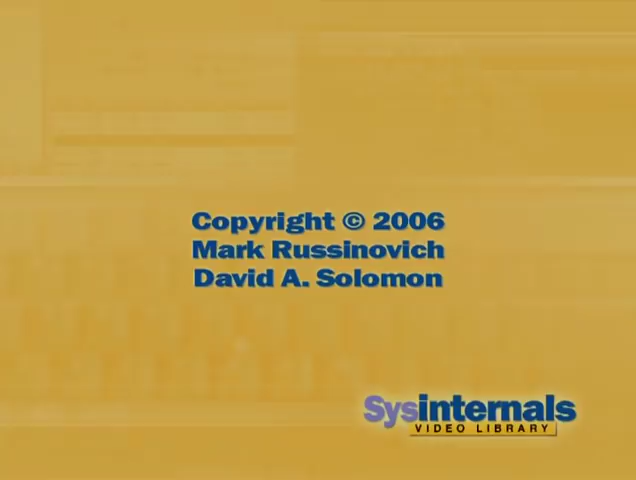 Copyright © 2006
Mark Russinovich
David A. Solomon
Sysinternals
VIDEO LIBRARY